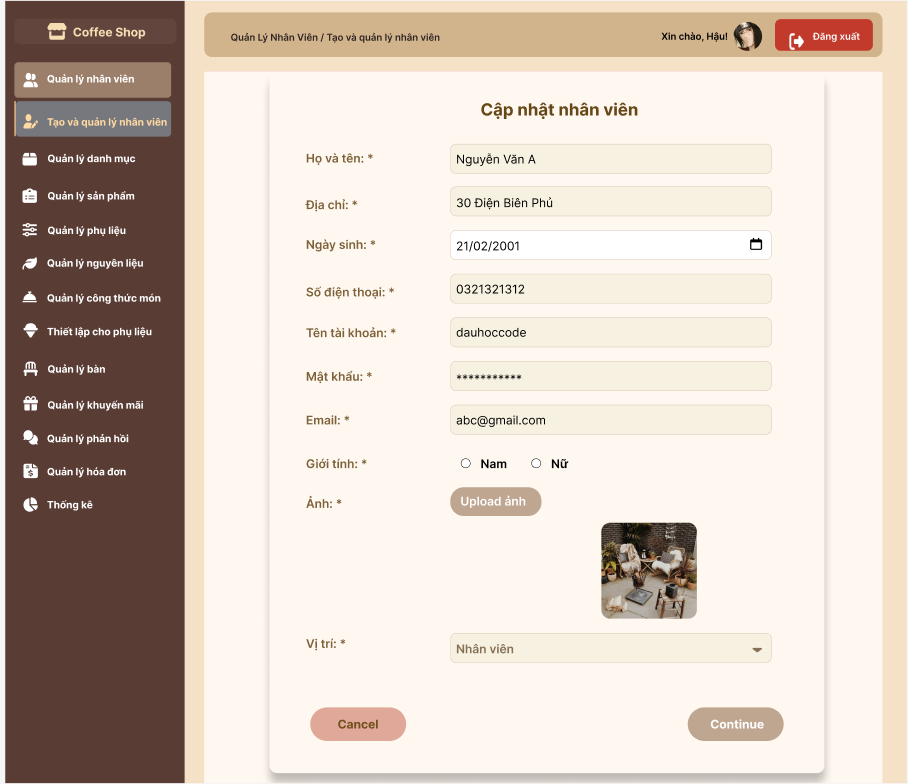 Coffee Shop
Quản lý nhân viên
Tạo và quản lý nhân viên
Quản lý danh mục
Quản lý sản phẩm
Quản lý phụ liệu
Quản lý nguyên liệu
Quản lý công thức món
Thiết lập cho phụ liệu
Quản lý bàn
Quản lý khuyến mãi
Quản lý phản hồi
Quản lý hóa đơn
Thống kê
Quản Lý Nhân Viên / Tạo và quản lý nhân viên
Xin chào, Hậu!
Đăng xuất
Cập nhật nhân viên
Họ và tên: * Nguyễn Văn A
Địa chỉ: * 30 Điện Biên Phủ
Ngày sinh: * 21/02/2001
Số điện thoại: * 0321321312
Tên tài khoản: * dauhoccode
Mật khẩu: * ***********
Email: * abc@gmail.com
Giới tính: * Nam Nữ
Ảnh: * Upload ảnh
Vị trí: * Nhân viên
Cancel Continue